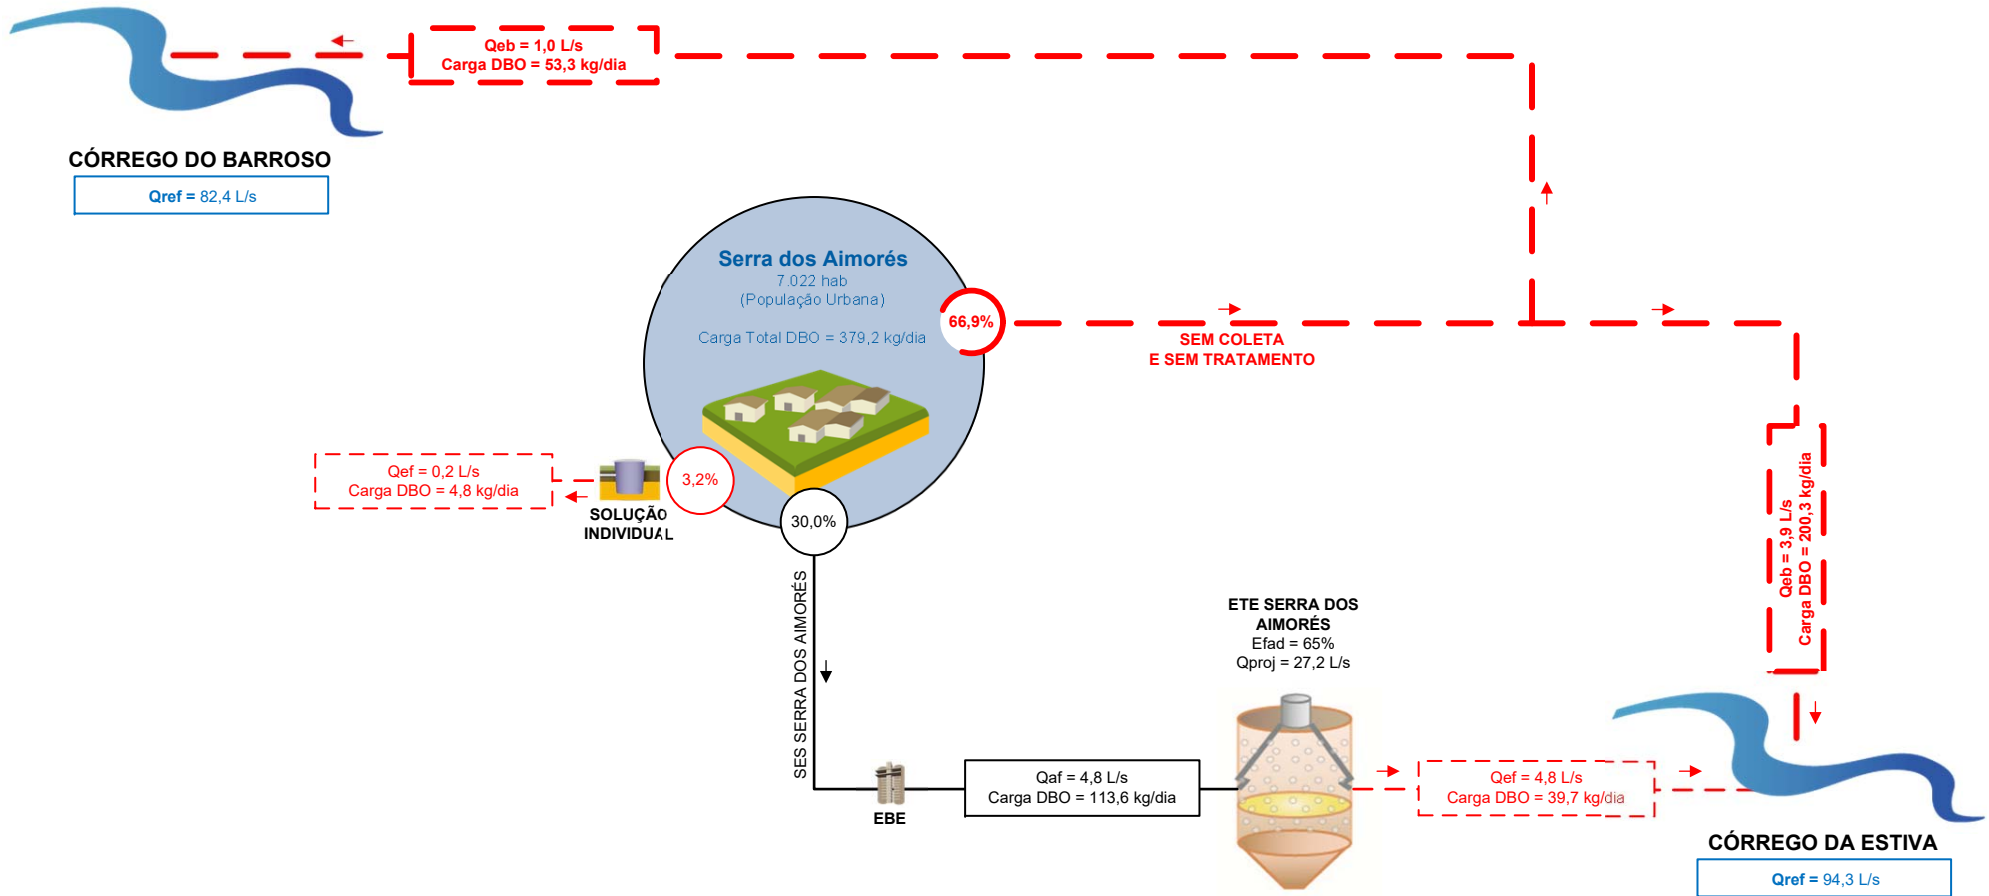 Qeb = 1,0 L/s
Carga DBO = 53,3 kg/dia
CÓRREGO DO BARROSO
Qref = 82,4 L/s
Serra dos Aimorés
7.022 hab
(População Urbana)
Carga Total DBO = 379,2 kg/dia
66,9%
SEM COLETA
E SEM TRATAMENTO
Qef = 0,2 L/s
Carga DBO = 4,8 kg/dia
SOLUÇÃO
INDIVIDUAL
3,2%
30,0%
SES SERRA DOS AIMORÉS
Qeb = 3,9 L/s
Carga DBO = 200,3 kg/dia
ETE SERRA DOS
AIMORÉS
Efad = 65%
Qproj = 27,2 L/s
EBE
Qaf = 4,8 L/s
Carga DBO = 113,6 kg/dia
Qef = 4,8 L/s
Carga DBO = 39,7 kg/dia
CÓRREGO DA ESTIVA
Qref = 94,3 L/s